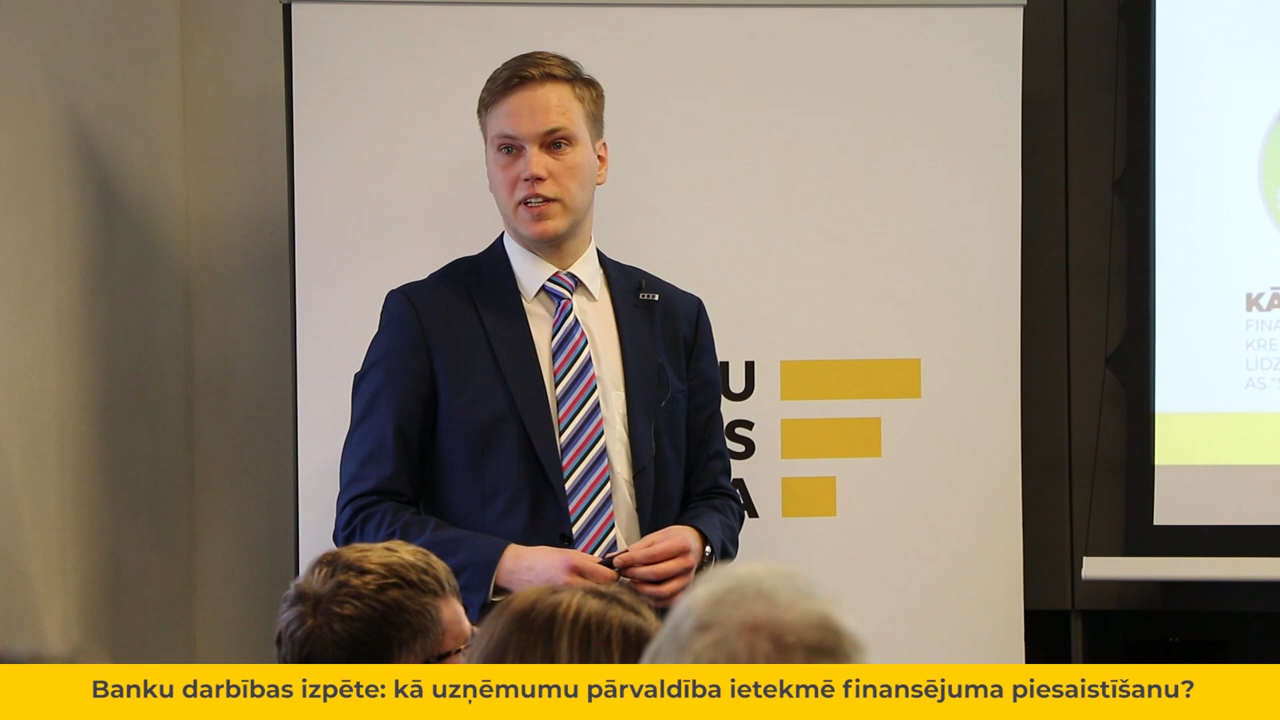 U
S
A
KĀ
FINA
KRE
LĪDZ
AS "
Banku darbības izpēte: kā uzņēmumu pārvaldība ietekmē finansējuma piesaistīšanu?